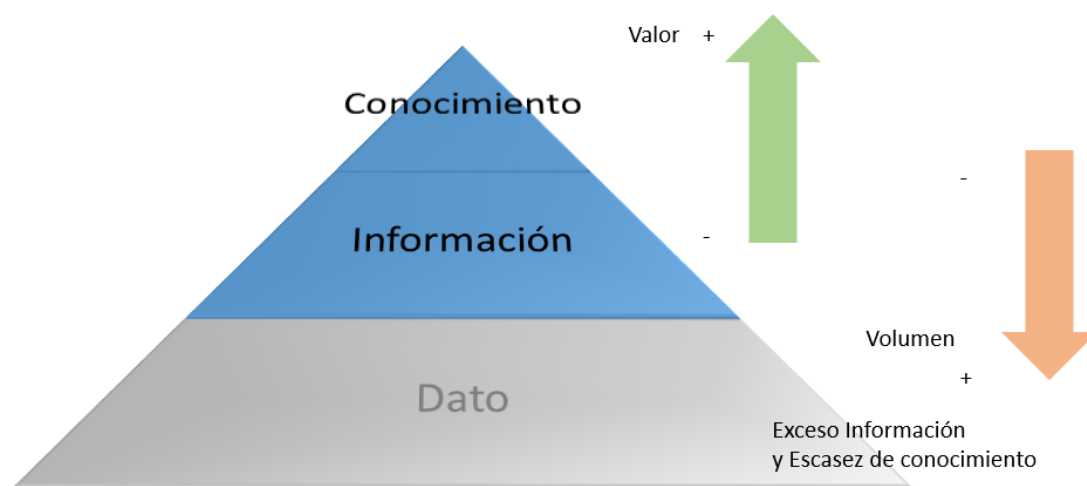 Valor +
Conocimiento
-
Información
-
Volumen
+
Dato
Exceso Información
y Escasez de conocimiento